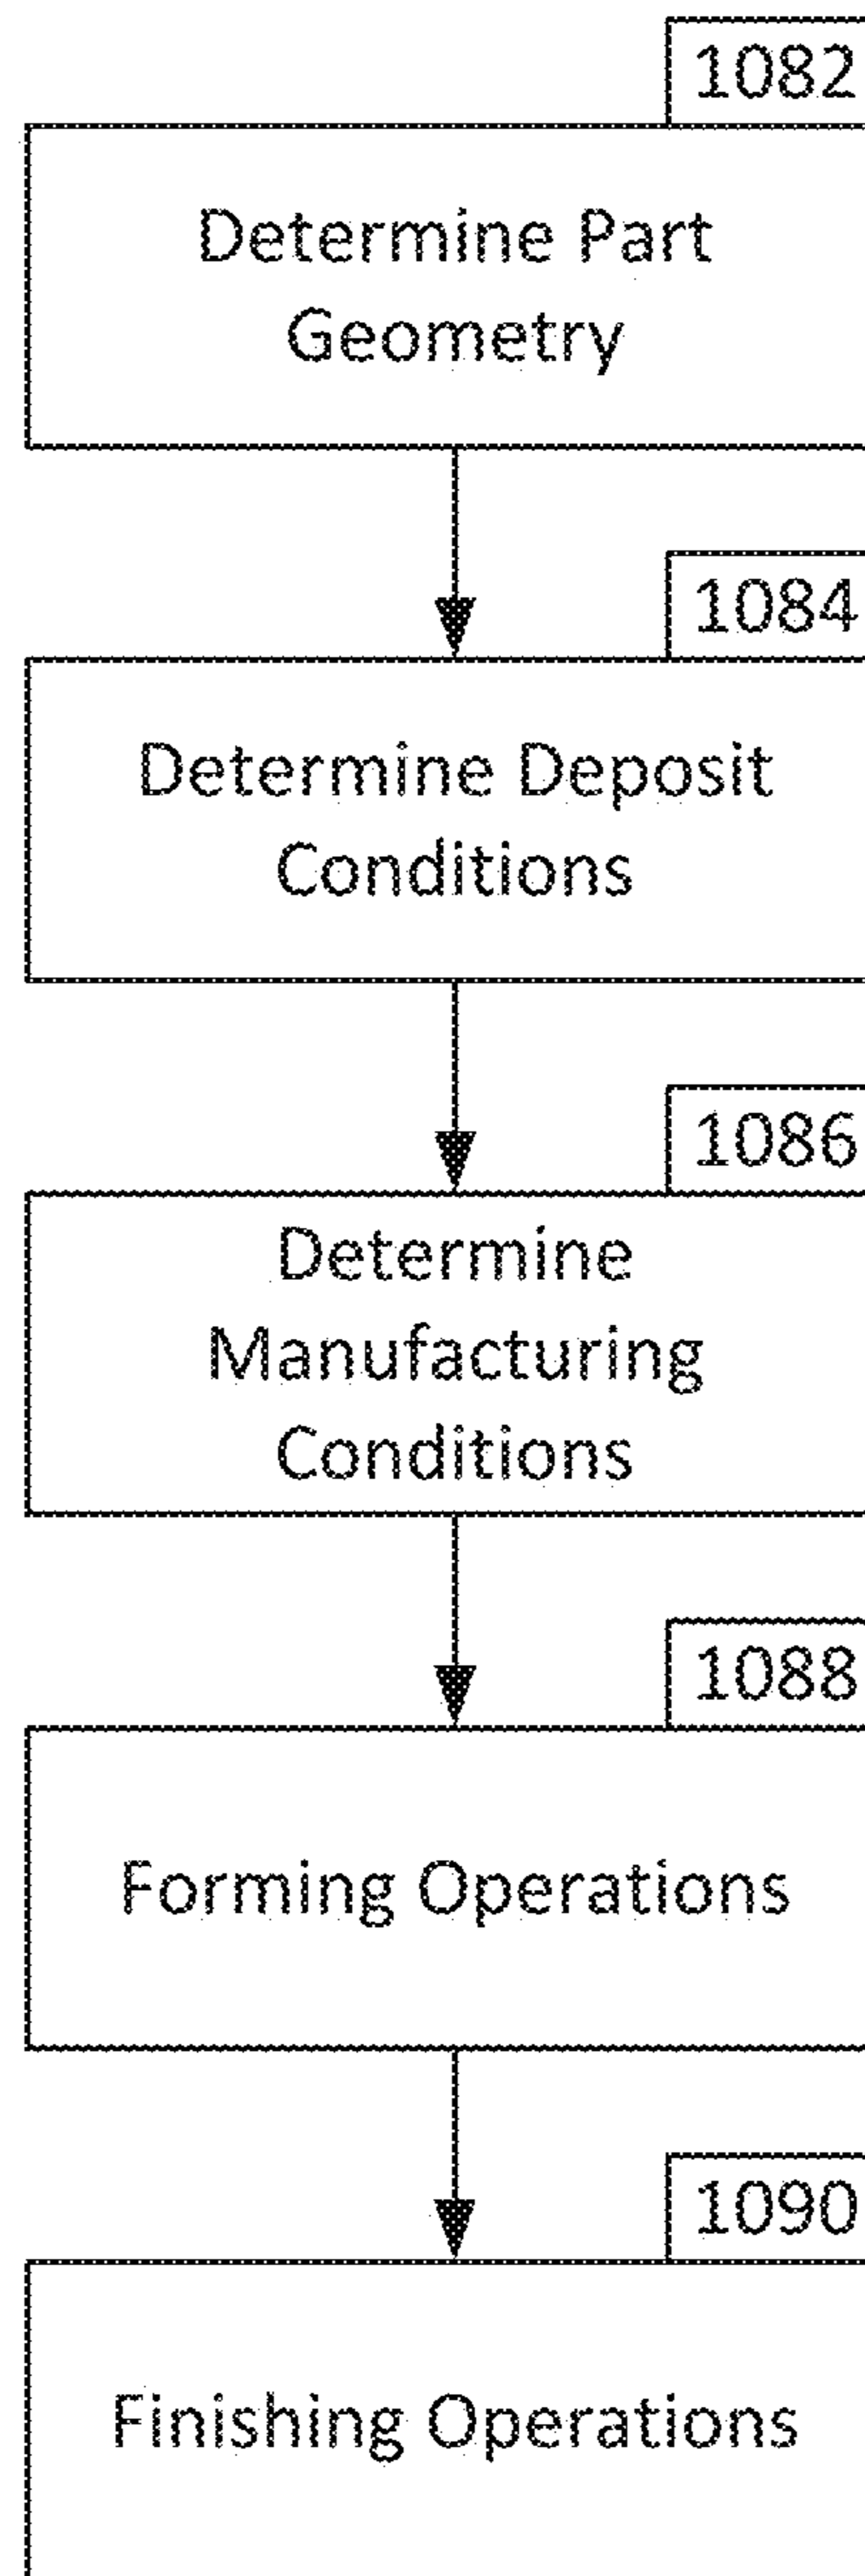 1082
Determine Part
Geometry
1084
Determine Deposit
Conditions
1086
Determine
Manufacturing
Conditions
1088
Forming Operations
1090
Finishing Operations